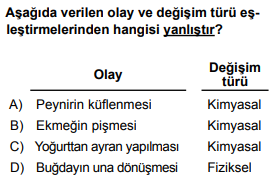 Aşağıda verilen olay ve değişim türü eş-
leştirmelerinden hangisi yanlıştır?
Olay Değişim türü
A) Peynirin küflenmesi Kimyasal
B) Ekmeğin pişmesi Kimyasal
C) Yoğurttan ayran yapılması Kimyasal
D) Buğdayın una dönüşmesi Fiziksel